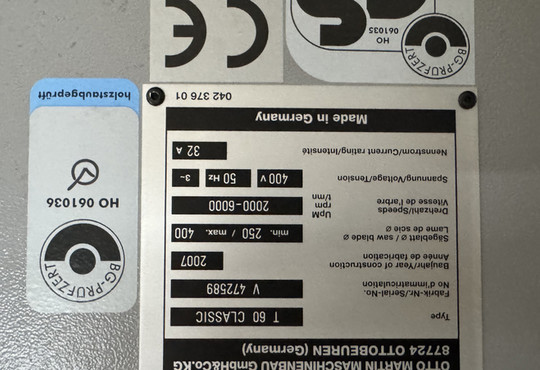 OTTO MARTIN MASCHINENBAU GmbH&Co.KG
87724 OTTOBEUREN (Germany)
Type
T 60 CLASSIC
Fabrik-Nr./Serial-No.
No d'immatriculation
V 472589
Baujahr/Year/Année de construction
Année de fabrication
2007
Sägeblatt / saw blade ø
Lame de scie ø
min. 250 / max. 400
Drehzahl/Speeds
Vitesse de l'arbre
2000-6000
UpM
rpm
t/mn
Spannung/Voltage/Tension
400 V
50 Hz
3~
Nennstrom/Current rating/Intensité
32 A
Made in Germany
042 376 01
BG-PRÜFZERT
HO 061036
holzstaubgeprüft
BG-PRÜFZERT
HO
061035
GS
CE